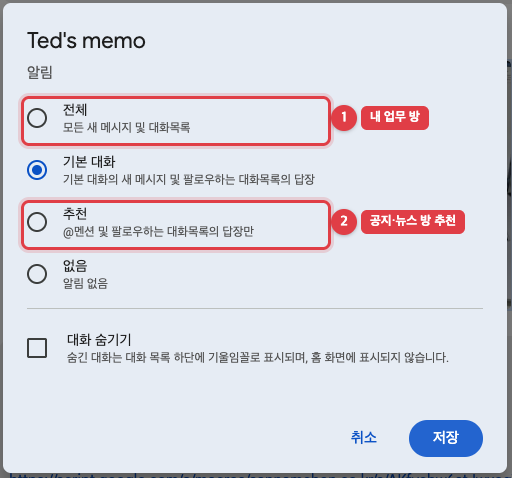 Ted's memo
알림
전체
모든 새 메시지 및 대화목록
1 내 업무 방
기본 대화
기본 대화의 새 메시지 및 팔로우하는 대화목록의 답장
추천
@멘션 및 팔로우하는 대화목록의 답장만
2 공지·뉴스 방 추천
없음
알림 없음
대화 숨기기
숨긴 대화는 대화 목록 하단에 기울임꼴로 표시되며, 홈 화면에 표시되지 않습니다.
취소 저장